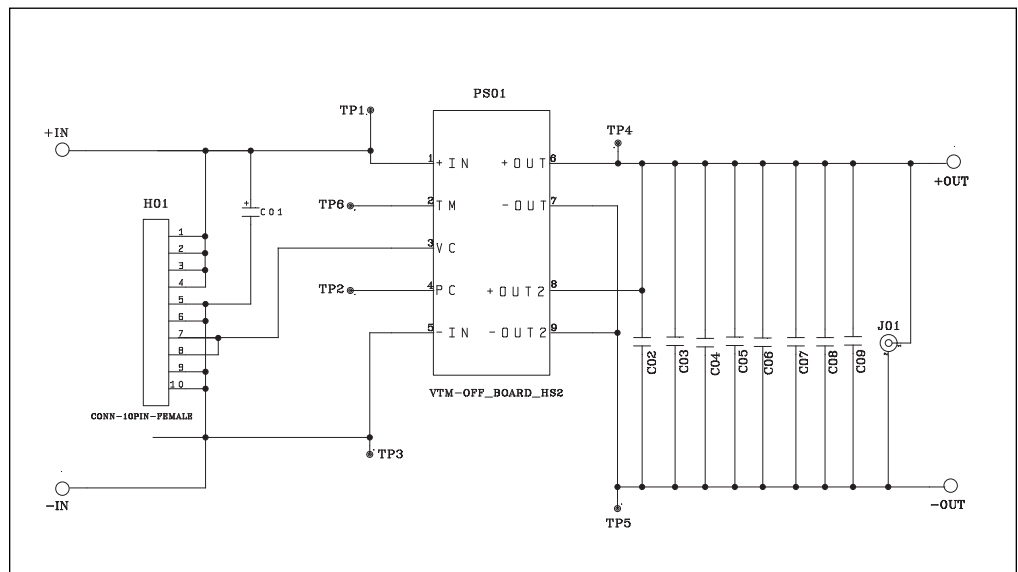 PS01
TP1
+IN
TP4
1 +IN +OUT 6
+OUT
H01
TP6
2 TM -OUT 7
+ C01
1
2
3
4
5
6
7
8
9
10
3 VC
TP2
4 PC +OUT2 8
5 -IN -OUT2 9
J01
1
2
C02
C03
C04
C05
C06
C07
C08
C09
VTM-OFF_BOARD_HS2
CONN-10PIN-FEMALE
TP3
-IN
-OUT
TP5